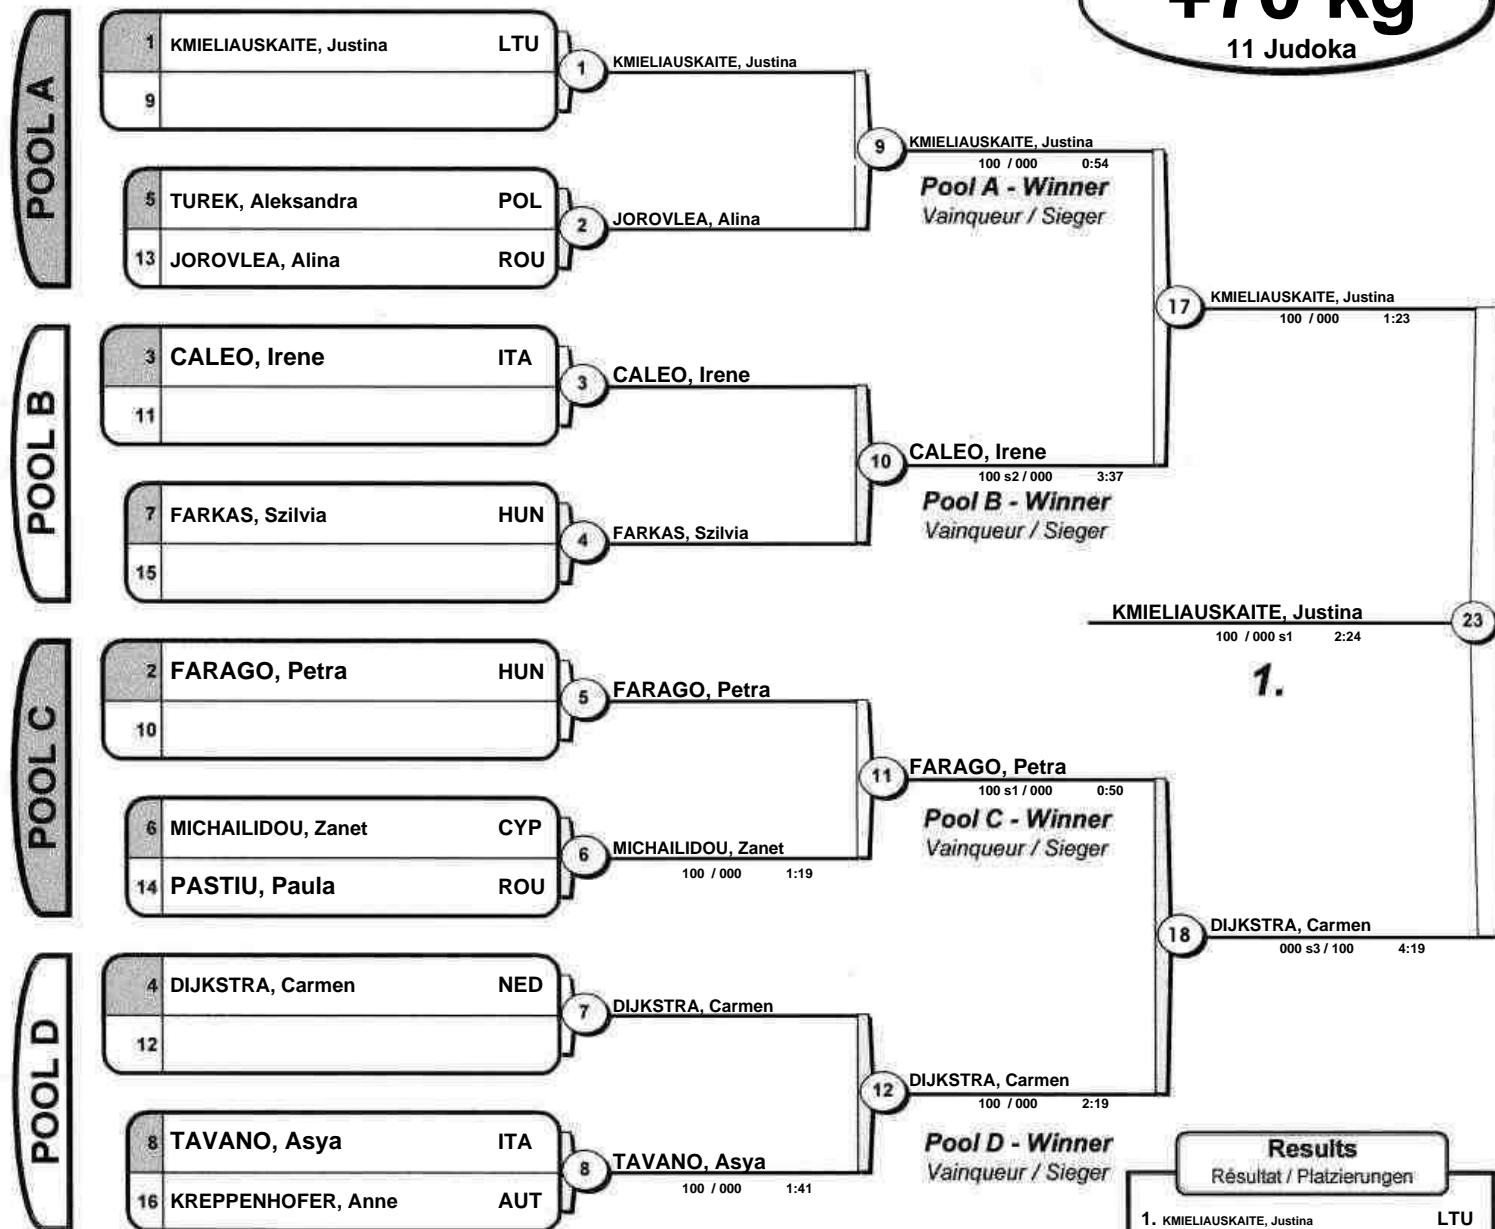 +70 kg
11 Judoka
POOL A
1 KMIELIAUSKAITE, Justina LTU
9
1 KMIELIAUSKAITE, Justina
5 TUREK, Aleksandra POL
13 JOROVLEA, Alina ROU
2 JOROVLEA, Alina
9 KMIELIAUSKAITE, Justina
100 / 000 0:54
Pool A - Winner
Vainqueur / Sieger
POOL B
3 CALEO, Irene ITA
11
3 CALEO, Irene
7 FARKAS, Szilvia HUN
15
4 FARKAS, Szilvia
10 CALEO, Irene
100 s2 / 000 3:37
Pool B - Winner
Vainqueur / Sieger
17 KMIELIAUSKAITE, Justina
100 / 000 1:23
KMIELIAUSKAITE, Justina 23
100 / 000 s1 2:24
1.
POOL C
2 FARAGO, Petra HUN
10
5 FARAGO, Petra
6 MICHAILIDOU, Zanet CYP
14 PASTIU, Paula ROU
6 MICHAILIDOU, Zanet
100 / 000 1:19
11 FARAGO, Petra
100 s1 / 000 0:50
Pool C - Winner
Vainqueur / Sieger
POOL D
4 DIJKSTRA, Carmen NED
12
7 DIJKSTRA, Carmen
8 TAVANO, Asya ITA
16 KREPPENHOFER, Anne AUT
8 TAVANO, Asya
100 / 000 1:41
12 DIJKSTRA, Carmen
100 / 000 2:19
Pool D - Winner
Vainqueur / Sieger
18 DIJKSTRA, Carmen
000 s3 / 100 4:19
Results
Résultat / Platzierungen
1. KMIELIAUSKAITE, Justina LTU